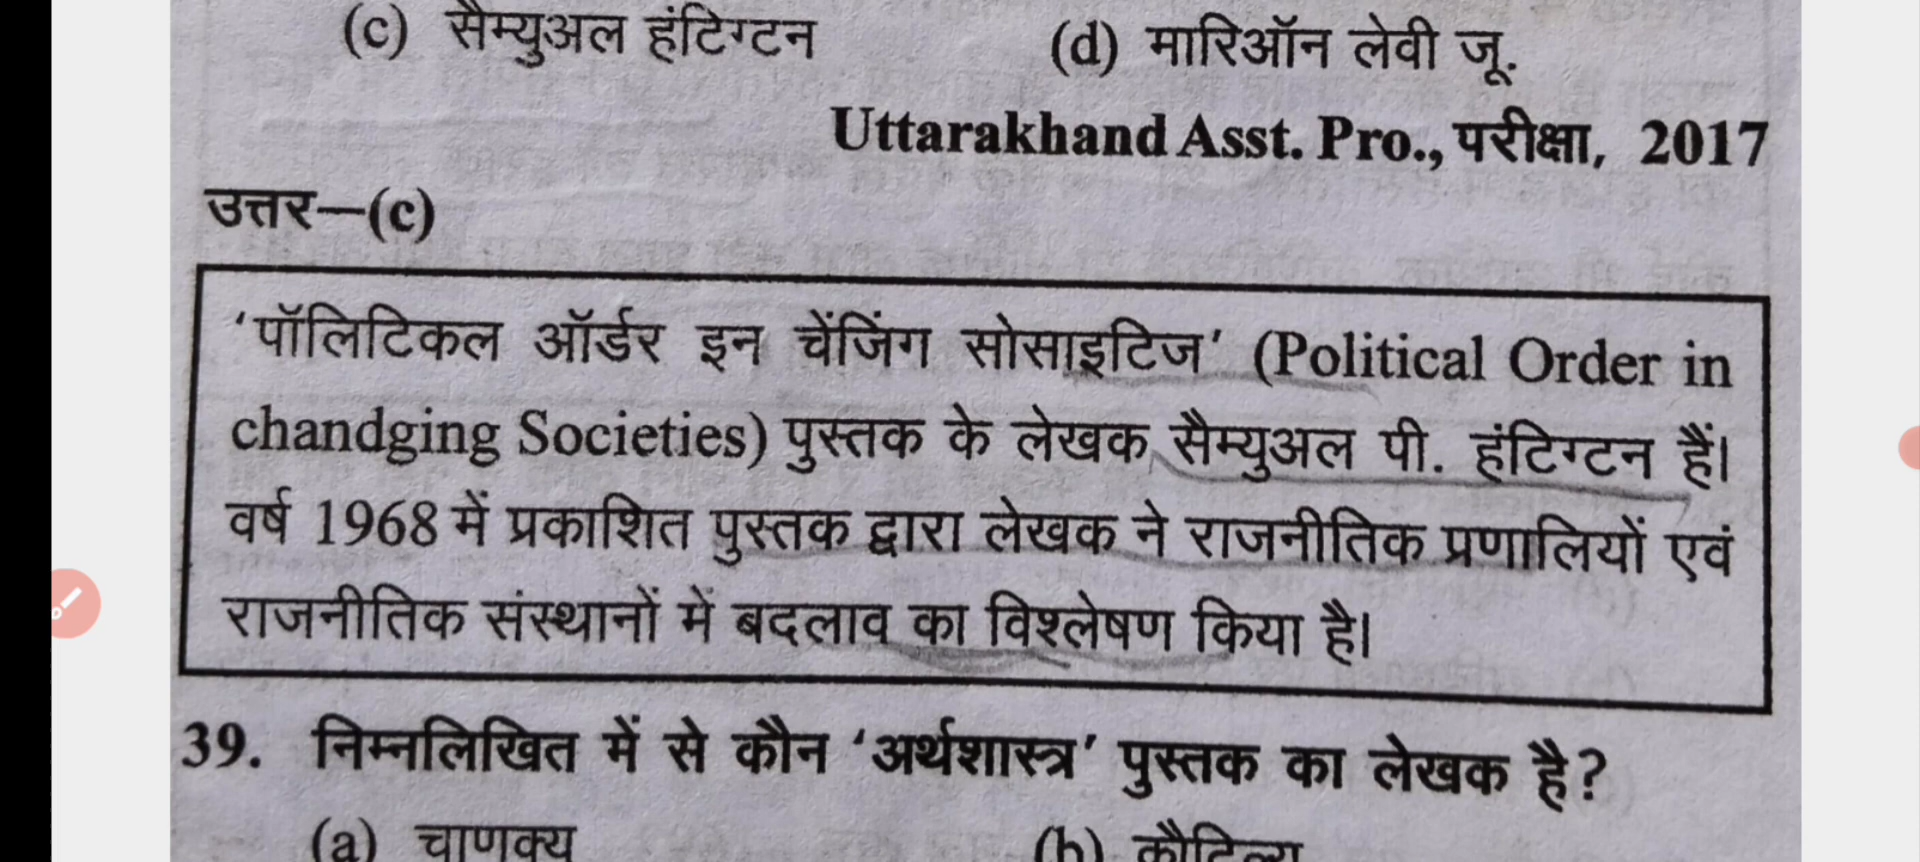 (c) सैम्युअल हंटिंग्टन (d) मारिऑन लेवी जू.
Uttarakhand Asst. Pro., परीक्षा, 2017
उत्तर—(c)
‘पॉलिटिकल ऑर्डर इन चेंजिंग सोसाइटिज’ (Political Order in
chandging Societies) पुस्तक के लेखक सैम्युअल पी. हंटिग्टन हैं।
वर्ष 1968 में प्रकाशित पुस्तक द्वारा लेखक ने राजनीतिक प्रणालियों एवं
राजनीतिक संस्थानों में बदलाव का विश्लेषण किया है।
39. निम्नलिखित में से कौन ‘अर्थशास्त्र’ पुस्तक का लेखक है?
(a) चाणक्य (b) कौटिल्य